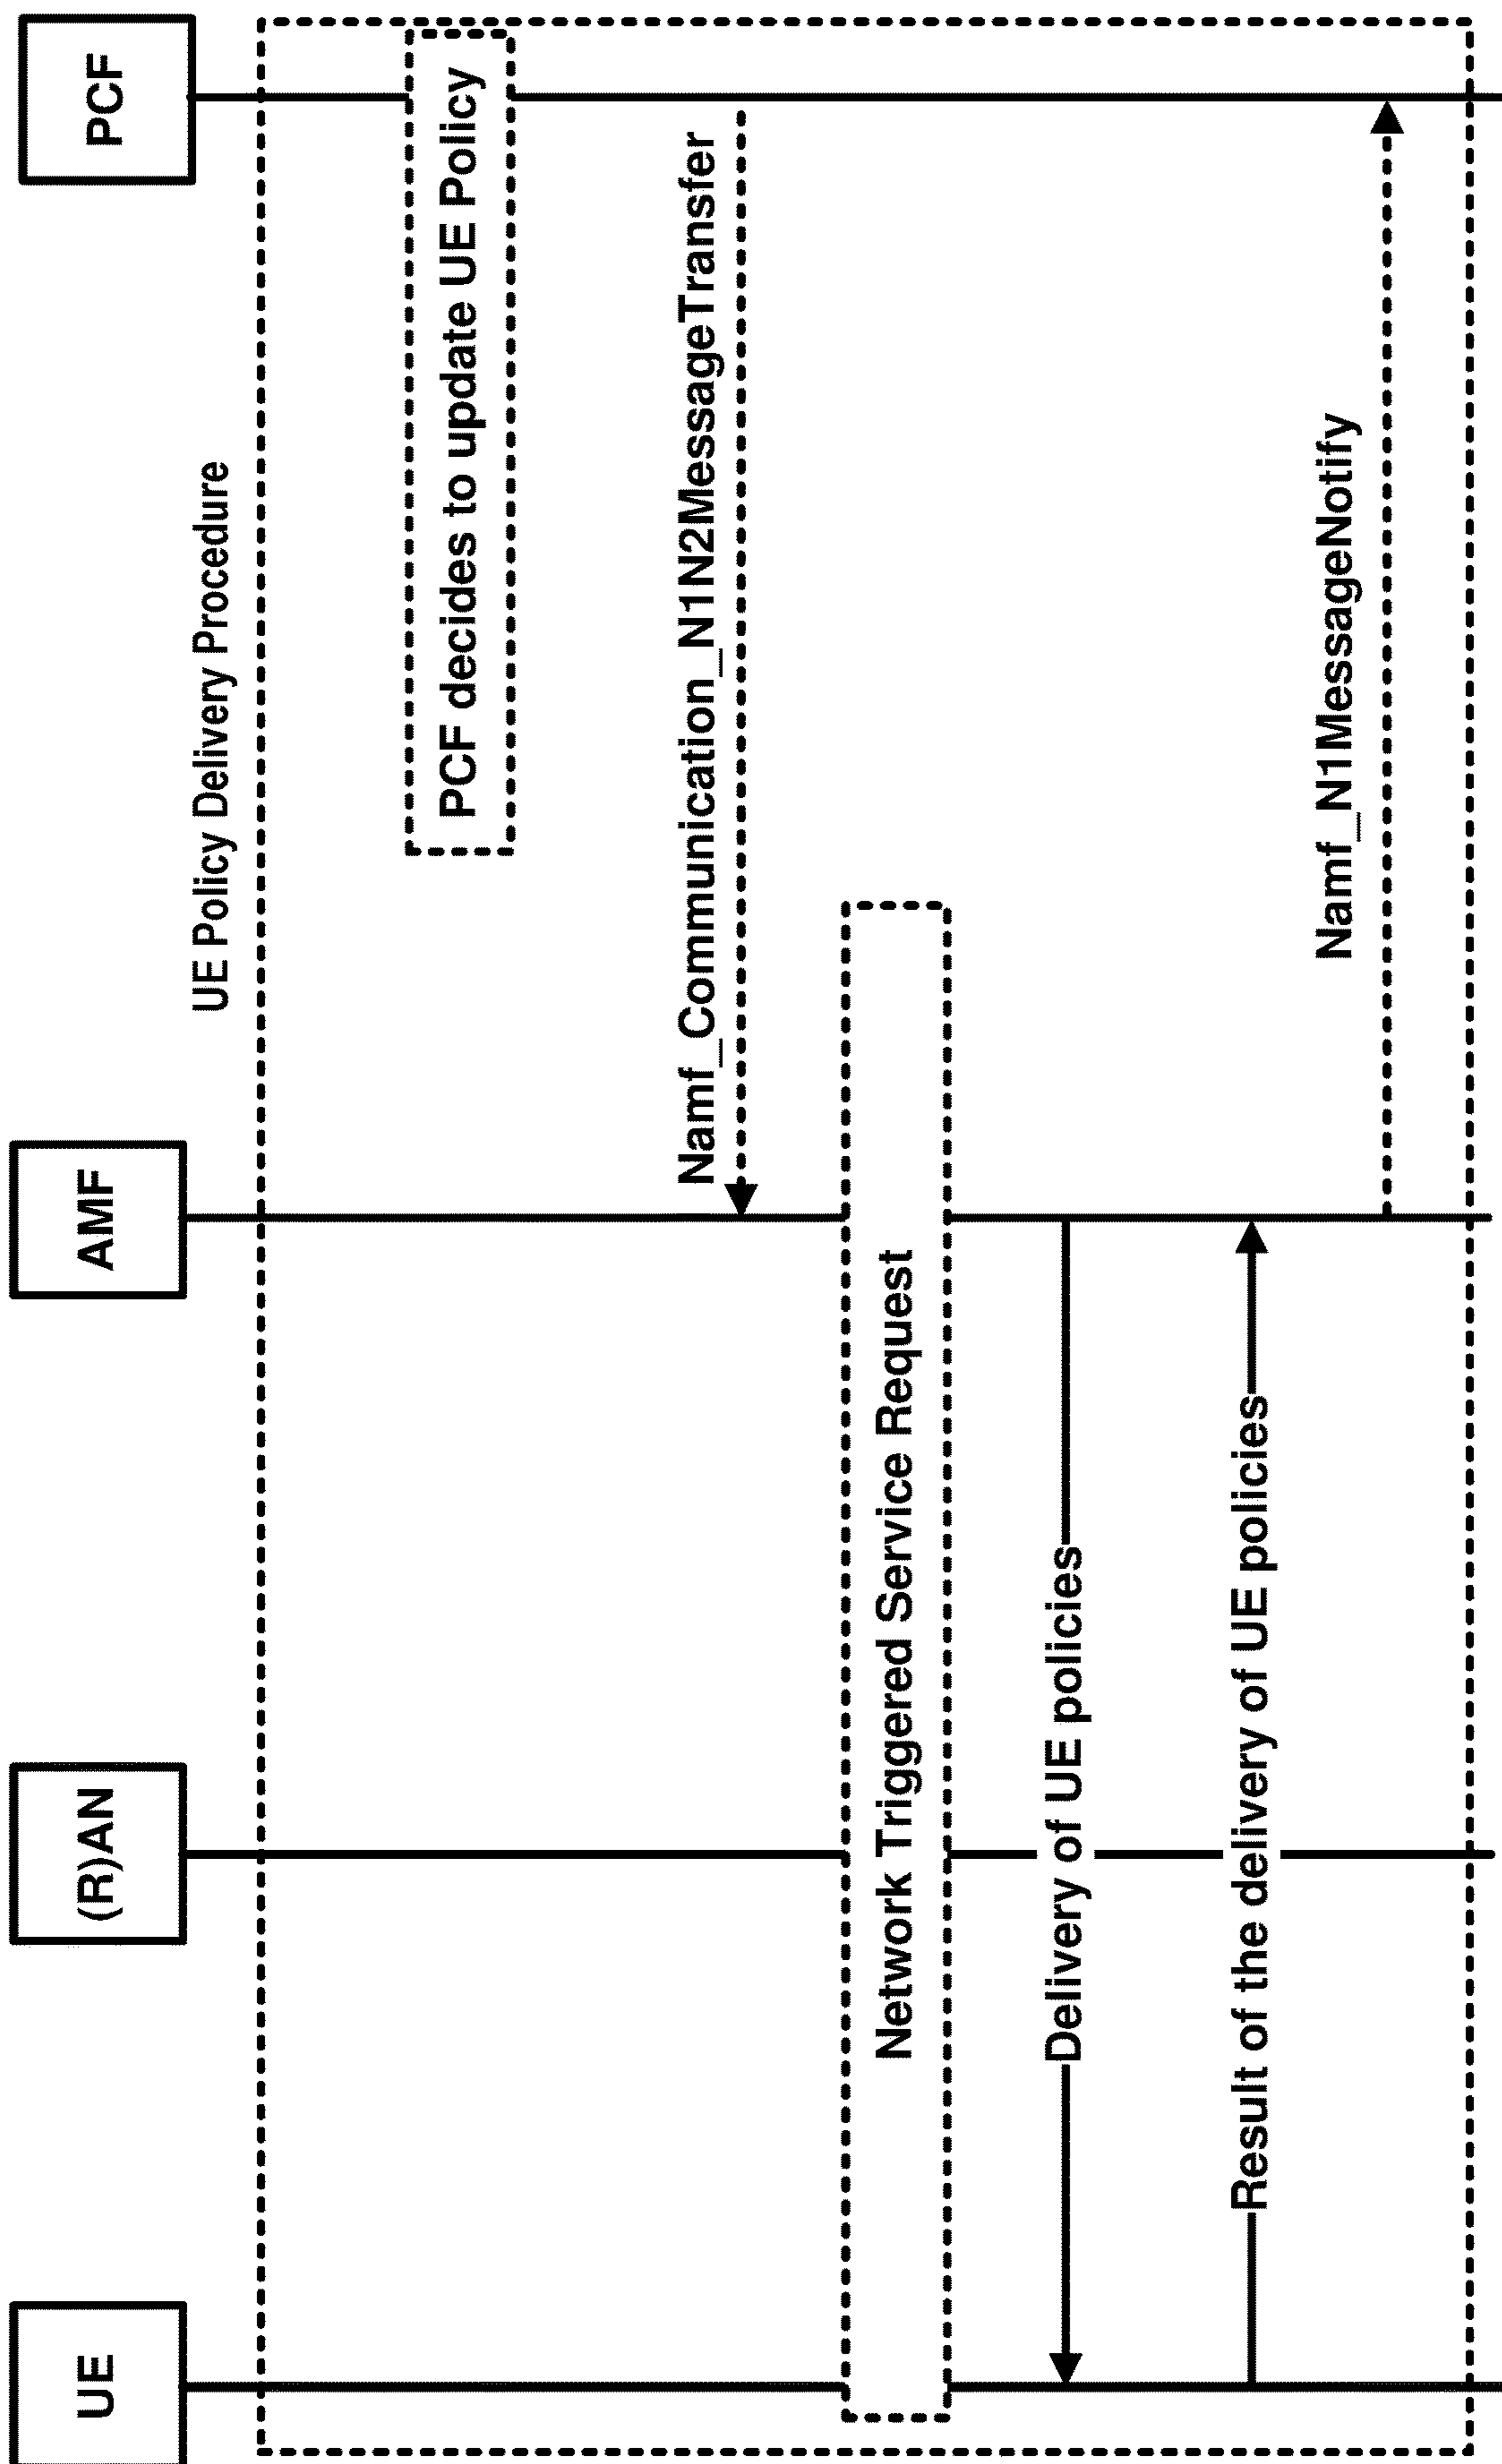 UE
(R)AN
AMF
PCF
UE Policy Delivery Procedure
PCF decides to update UE Policy
Namf_Communication_N1N2MessageTransfer
Network Triggered Service Request
Delivery of UE policies
Result of the delivery of UE policies
Namf_N1MessageNotify